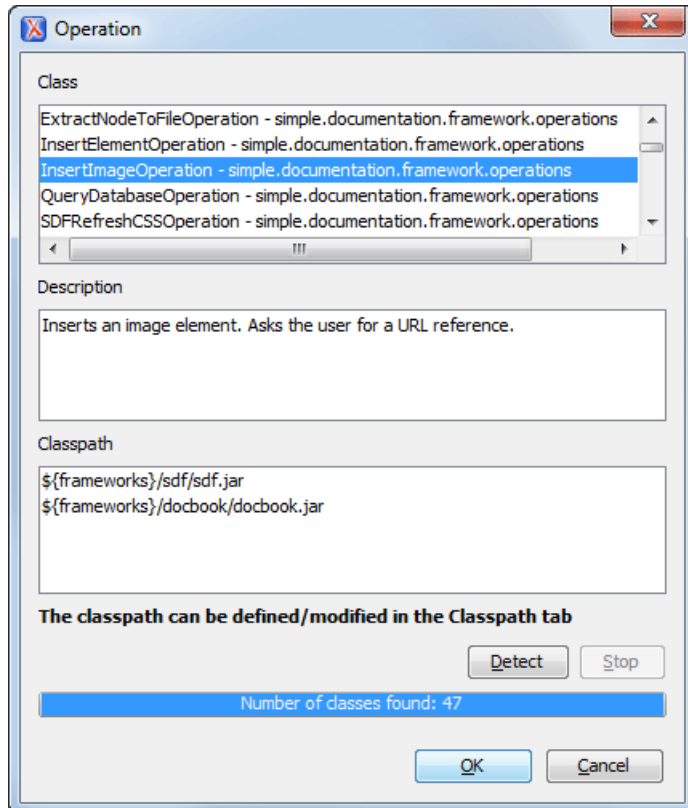 Operation
Class
ExtractNodeToFileOperation - simple.documentation.framework.operations
InsertElementOperation - simple.documentation.framework.operations
InsertImageOperation - simple.documentation.framework.operations
QueryDatabaseOperation - simple.documentation.framework.operations
SDFRefreshCSSOperation - simple.documentation.framework.operations
Description
Inserts an image element. Asks the user for a URL reference.
Classpath
${frameworks}/sdf/sdf.jar
${frameworks}/docbook/docbook.jar
The classpath can be defined/modified in the Classpath tab
Detect Stop
Number of classes found: 47
OK Cancel